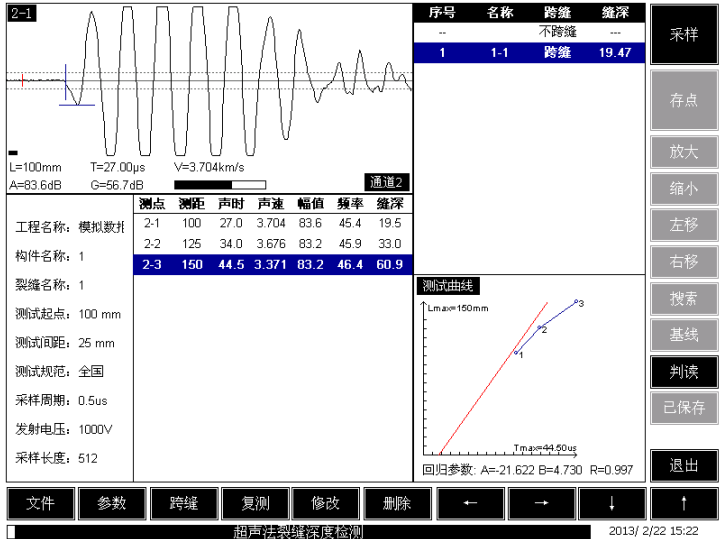 2-1
L=100mm T=27.00μs V=3.704km/s
A=83.6dB G=56.7dB 通道2
序号 名称 跨缝 缝深
-- 不跨缝 ---
1 1-1 跨缝 19.47
工程名称: 模拟数据
构件名称: 1
裂缝名称: 1
测试起点: 100 mm
测试间距: 25 mm
测试规范: 全国
采样周期: 0.5us
发射电压: 1000V
采样长度: 512
测点 测距 声时 声速 幅值 频率 缝深
2-1 100 27.0 3.704 83.6 45.4 19.5
2-2 125 34.0 3.676 83.2 45.9 33.0
2-3 150 44.5 3.371 83.2 46.4 60.9
测试曲线
Lmax=150mm
3
2
1
Tmax=44.50us
回归参数: A=-21.622 B=4.730 R=0.997
采样
存点
放大
缩小
左移
右移
搜索
基线
判读
已保存
退出
文件 参数 跨缝 复测 修改 删除 ← → ↓ ↑
超声法裂缝深度检测 2013/ 2/22 15:22